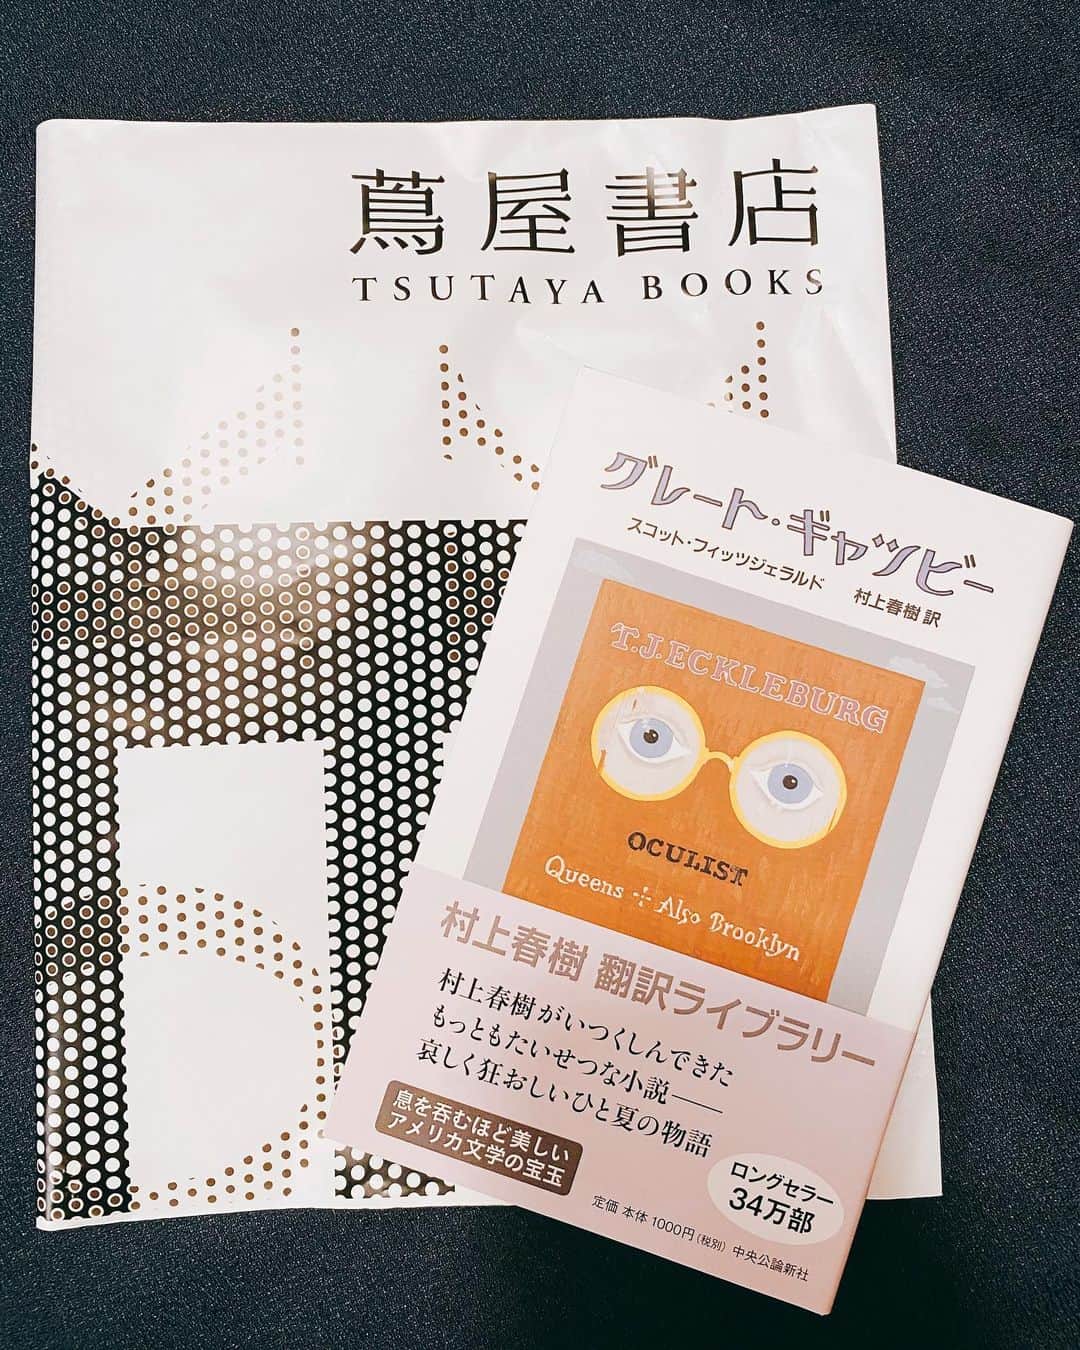 蔦屋書店
TSUTAYA BOOKS
グレート・ギャツビー
スコット・フィッツジェラルド 村上春樹 訳
T.J.ECKLEBURG
OCULIST
Queens ÷ Also Brooklyn
村上春樹 翻訳ライブラリー
村上春樹がいつくしんできた
もっともたいせつな小説――
哀しく狂おしいひと夏の物語
息を呑むほど美しい
アメリカ文学の宝玉
ロングセラー
34万部
定価 本体1000円(税別) 中央公論新社